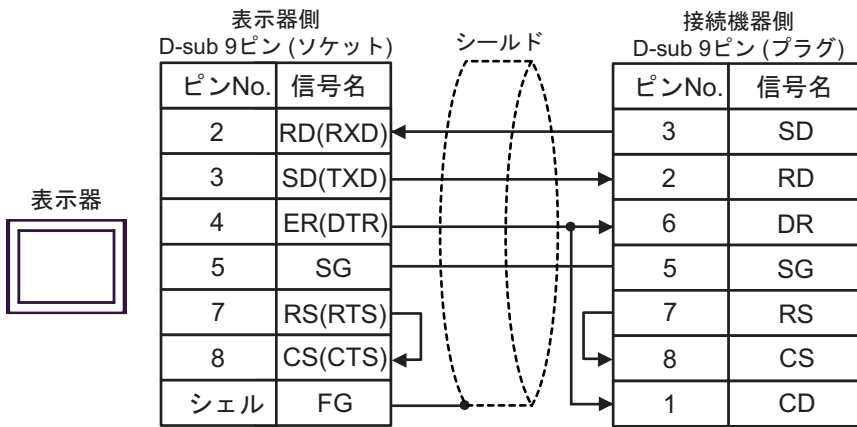 表示器側
D-sub 9ピン (ソケット)
シールド
接続機器側
D-sub 9ピン (プラグ)
ピンNo. 信号名
2 RD(RXD)
3 SD(TXD)
4 ER(DTR)
5 SG
7 RS(RTS)
8 CS(CTS)
シェル FG
表示器
ピンNo. 信号名
3 SD
2 RD
6 DR
5 SG
7 RS
8 CS
1 CD